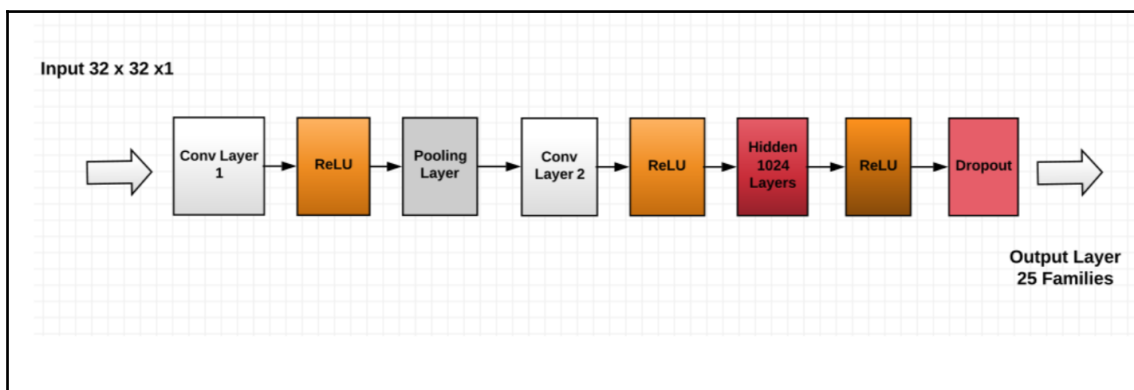 Input 32 x 32 x1
Conv Layer
1
ReLU
Pooling
Layer
Conv
Layer 2
ReLU
Hidden
1024
Layers
ReLU
Dropout
Output Layer
25 Families